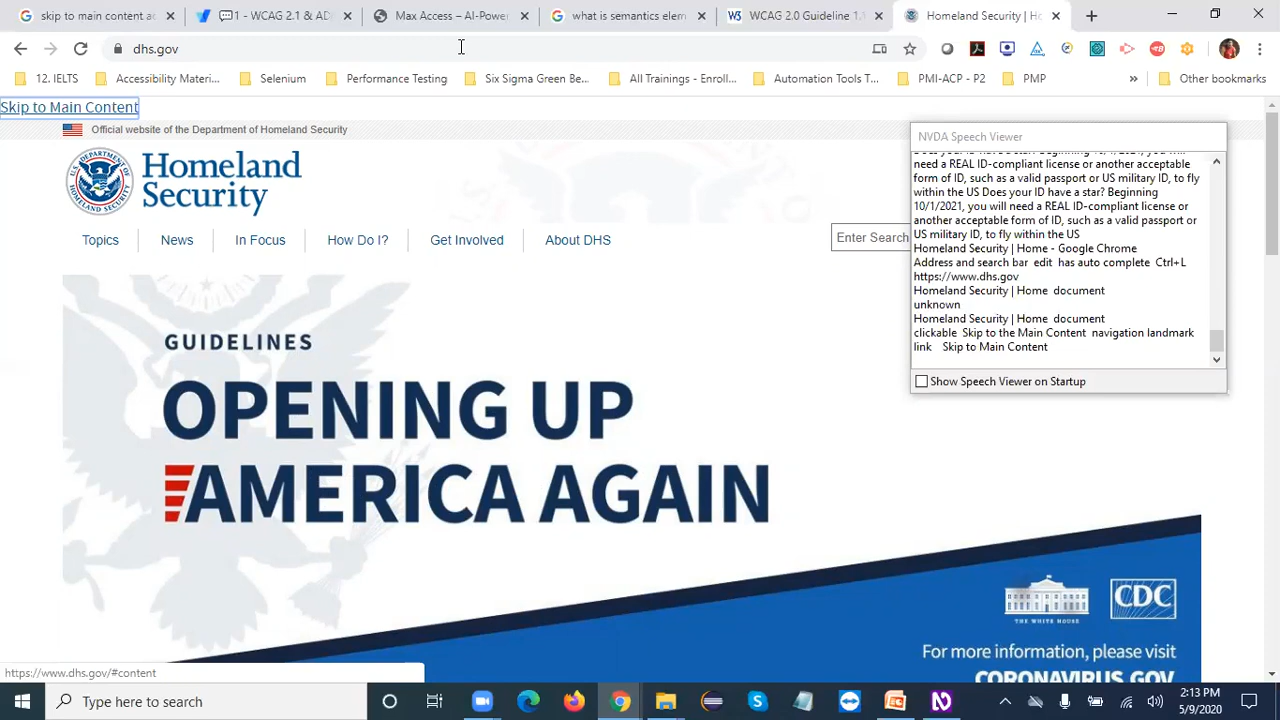 skip to main content a
1 - WCAG 2.1 & AD
Max Access – AI-Power
what is semantics elem
WCAG 2.0 Guideline 1.1
Homeland Security | Ho
dhs.gov
12. IELTS
Accessibility Materi...
Selenium
Performance Testing
Six Sigma Green Be...
All Trainings - Enroll...
Automation Tools T...
PMI-ACP - P2
PMP
»
Other bookmarks
Skip to Main Content
Official website of the Department of Homeland Security
Homeland
Security
Topics
News
In Focus
How Do I?
Get Involved
About DHS
Enter Search
NVDA Speech Viewer
need a REAL ID-compliant license or another acceptable
form of ID, such as a valid passport or US military ID, to fly
within the US Does your ID have a star? Beginning
10/1/2021, you will need a REAL ID-compliant license or
another acceptable form of ID, such as a valid passport or
US military ID, to fly within the US
Homeland Security | Home - Google Chrome
Address and search bar edit has auto complete Ctrl+L
https://www.dhs.gov
Homeland Security | Home document
unknown
Homeland Security | Home document
clickable Skip to the Main Content navigation landmark
link Skip to Main Content
Show Speech Viewer on Startup
GUIDELINES
OPENING UP
AMERICA AGAIN
THE WHITE HOUSE
CDC
For more information, please visit
CORONAVIRUS.GOV
https://www.dhs.gov/#content
Type here to search
2:13 PM
5/9/2020